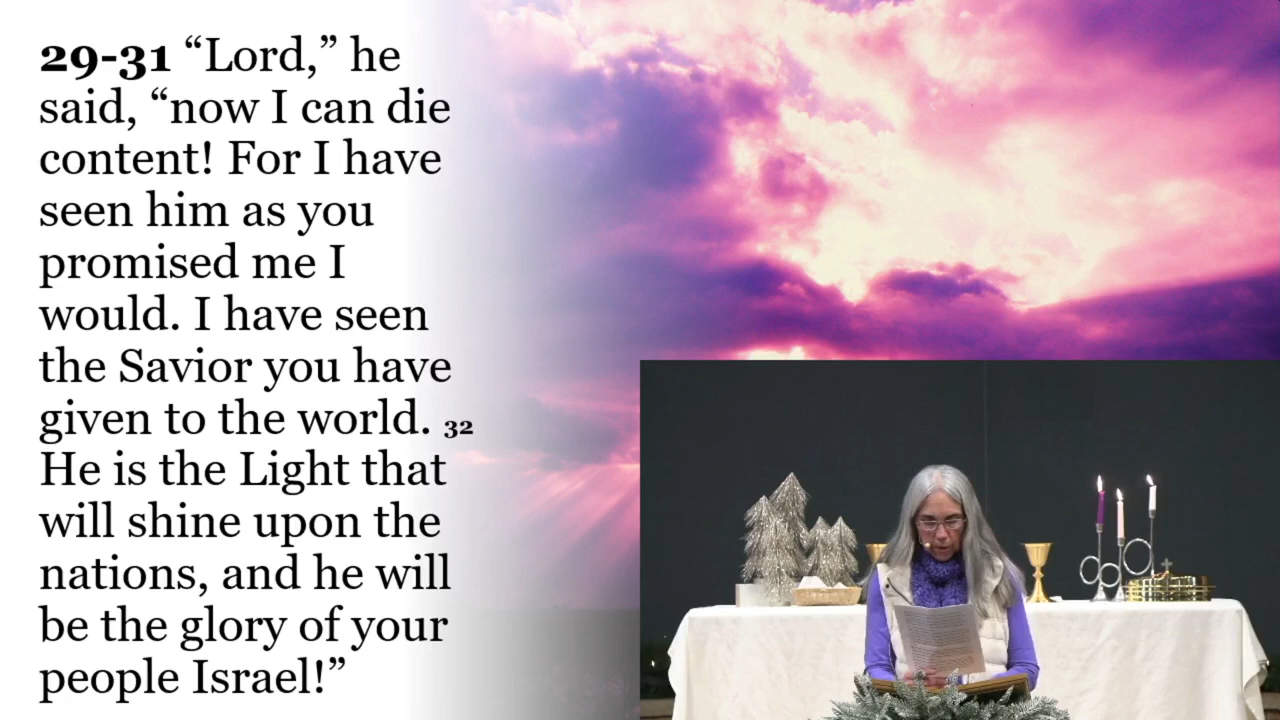 29-31 “Lord,” he
said, “now I can die
content! For I have
seen him as you
promised me I
would. I have seen
the Savior you have
given to the world. 32
He is the Light that
will shine upon the
nations, and he will
be the glory of your
people Israel!”